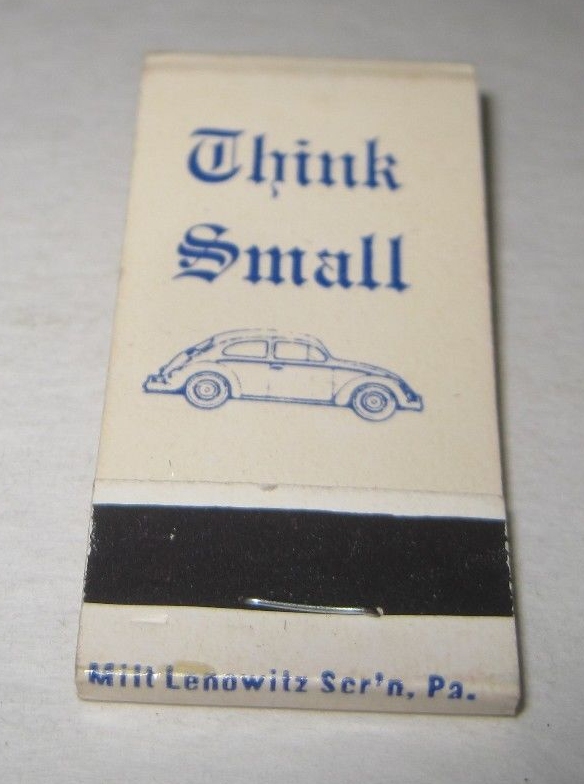 Think
Small
Milt Lenowitz Scr'n, Pa.